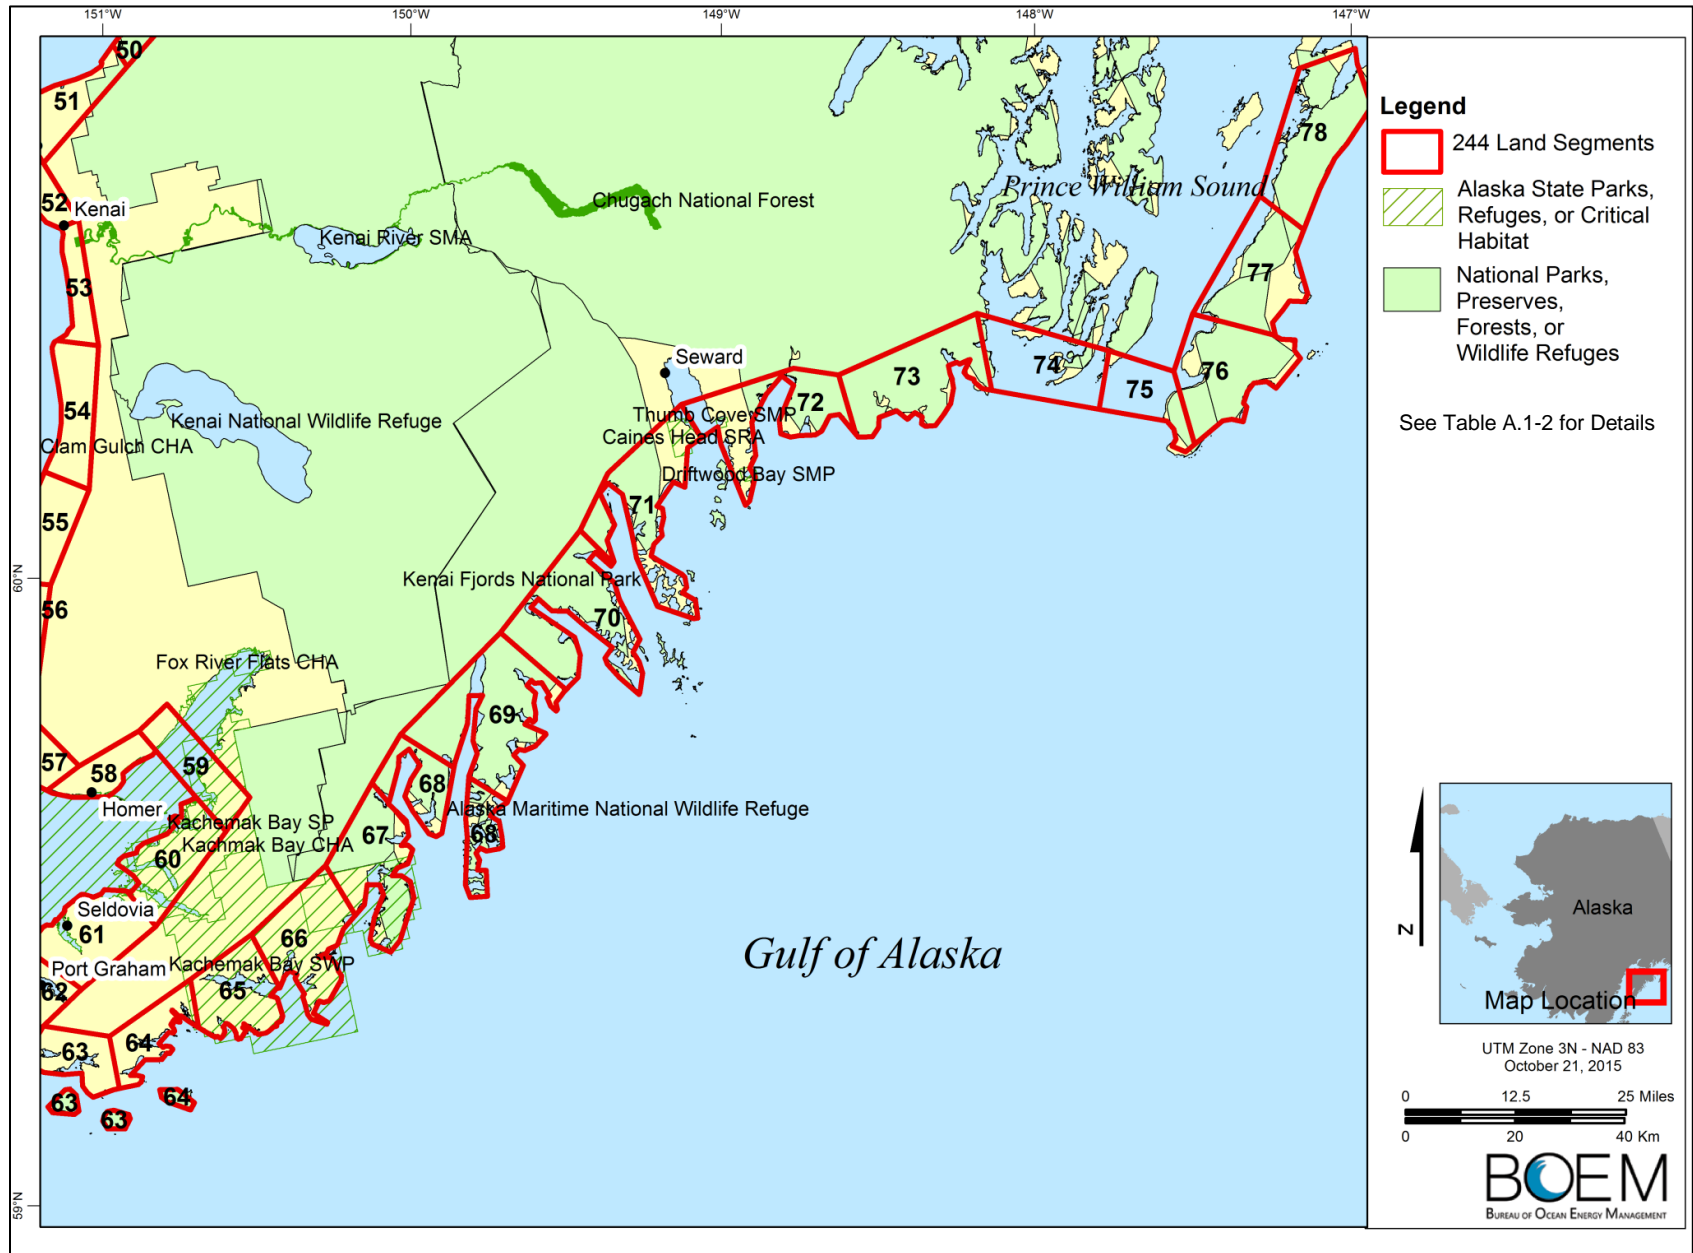 151°W
150°W
149°W
148°W
147°W
50
51
52
Kenai
53
54
Clam Gulch CHA
55
56
57
58
59
Homer
60
61
Seldovia
62
Port Graham
63
63
63
64
64
65
66
67
68
68
69
70
71
72
73
74
75
76
77
78
Kenai River SMA
Chugach National Forest
Prince William Sound
Kenai National Wildlife Refuge
Seward
Thumb Cove SMP
Caines Head SRA
Driftwood Bay SMP
Kenai Fjords National Park
Fox River Flats CHA
Alaska Maritime National Wildlife Refuge
Kachemak Bay SP
Kachmak Bay CHA
Kachemak Bay SWP
Gulf of Alaska
60°N
59°N
Legend
244 Land Segments
Alaska State Parks,
Refuges, or Critical
Habitat
National Parks,
Preserves,
Forests, or
Wildlife Refuges
See Table A.1-2 for Details
N
Alaska
Map Location
UTM Zone 3N - NAD 83
October 21, 2015
0 12.5 25 Miles
0 20 40 Km
BOEM
BUREAU OF OCEAN ENERGY MANAGEMENT